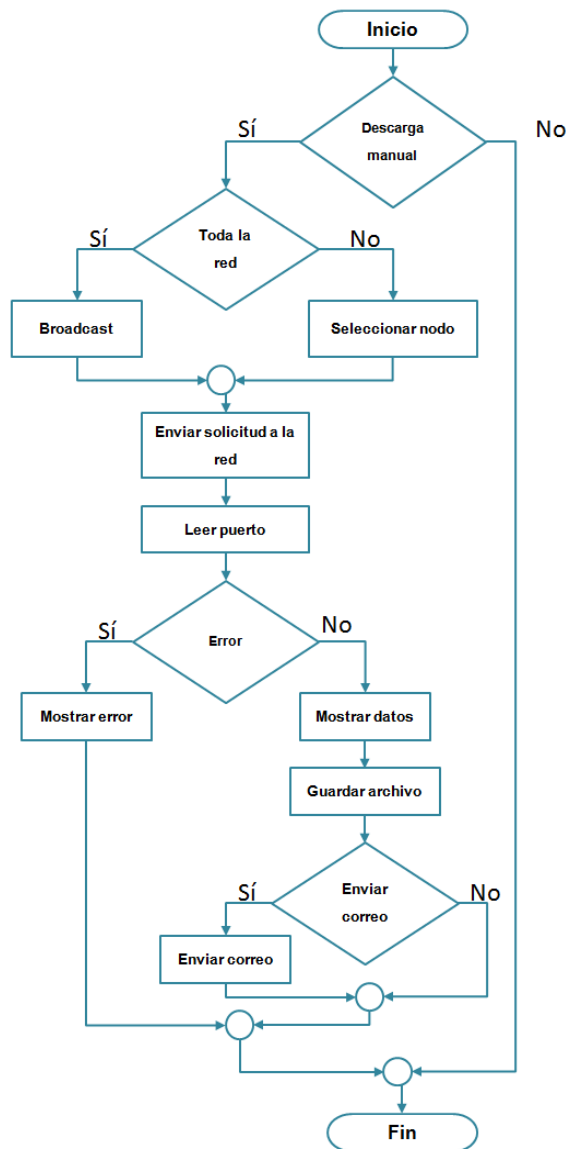 Inicio
Descarga
manual
Sí
No
Toda la
red
Sí
No
Broadcast
Seleccionar nodo
Enviar solicitud a la
red
Leer puerto
Error
Sí
No
Mostrar error
Mostrar datos
Guardar archivo
Enviar
correo
Sí
No
Enviar correo
Fin